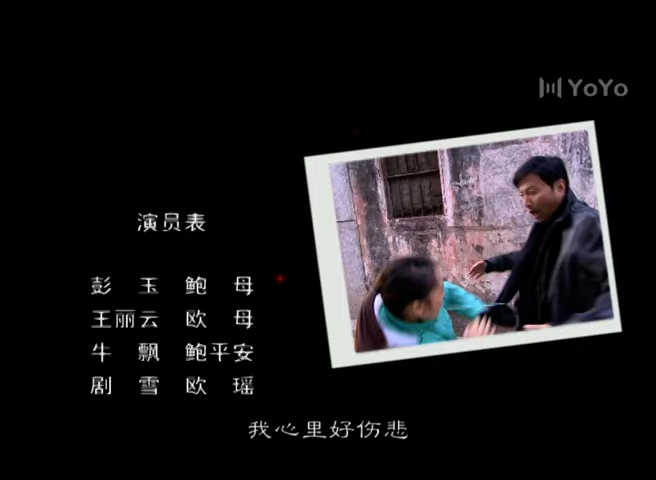 YoYo
演员表
彭 玉 鲍 母
王丽云 欧 母
牛 飘 鲍平安
剧 雪 欧 瑶
我心里好伤悲